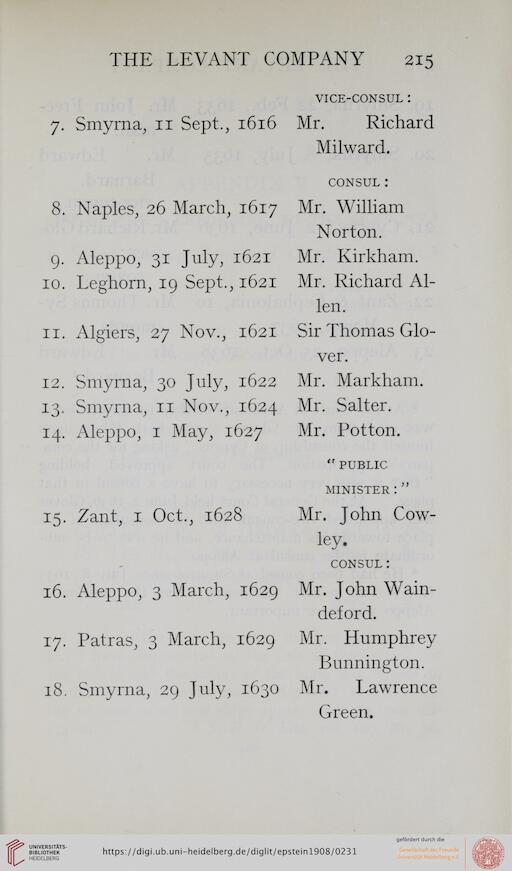 THE LEVANT COMPANY 215
VICE-CONSUL:
7. Smyrna, 11 Sept., 1616 Mr. Richard
Milward.
CONSUL:
8. Naples, 26 March, 1617 Mr. William
Norton.
9. Aleppo, 31 July, 1621 Mr. Kirkham.
10. Leghorn, 19 Sept., 1621 Mr. Richard Al-
len.
11. Algiers, 27 Nov., 1621 Sir Thomas Glo-
ver.
12. Smyrna, 30 July, 1622 Mr. Markham.
13. Smyrna, 11 Nov., 1624 Mr. Salter.
14. Aleppo, 1 May, 1627 Mr. Potton.
"PUBLIC
MINISTER:"
15. Zant, 1 Oct., 1628 Mr. John Cow-
ley.
CONSUL:
16. Aleppo, 3 March, 1629 Mr. John Wain-
deford.
17. Patras, 3 March, 1629 Mr. Humphrey
Bunnington.
18. Smyrna, 29 July, 1630 Mr. Lawrence
Green.
UNIVERSITÄTS-
BIBLIOTHEK
HEIDELBERG
https://digi.ub.uni-heidelberg.de/diglit/epstein1908/0231
gefördert durch die
Gesellschaft der Freunde
Universität Heidelberg e.V.